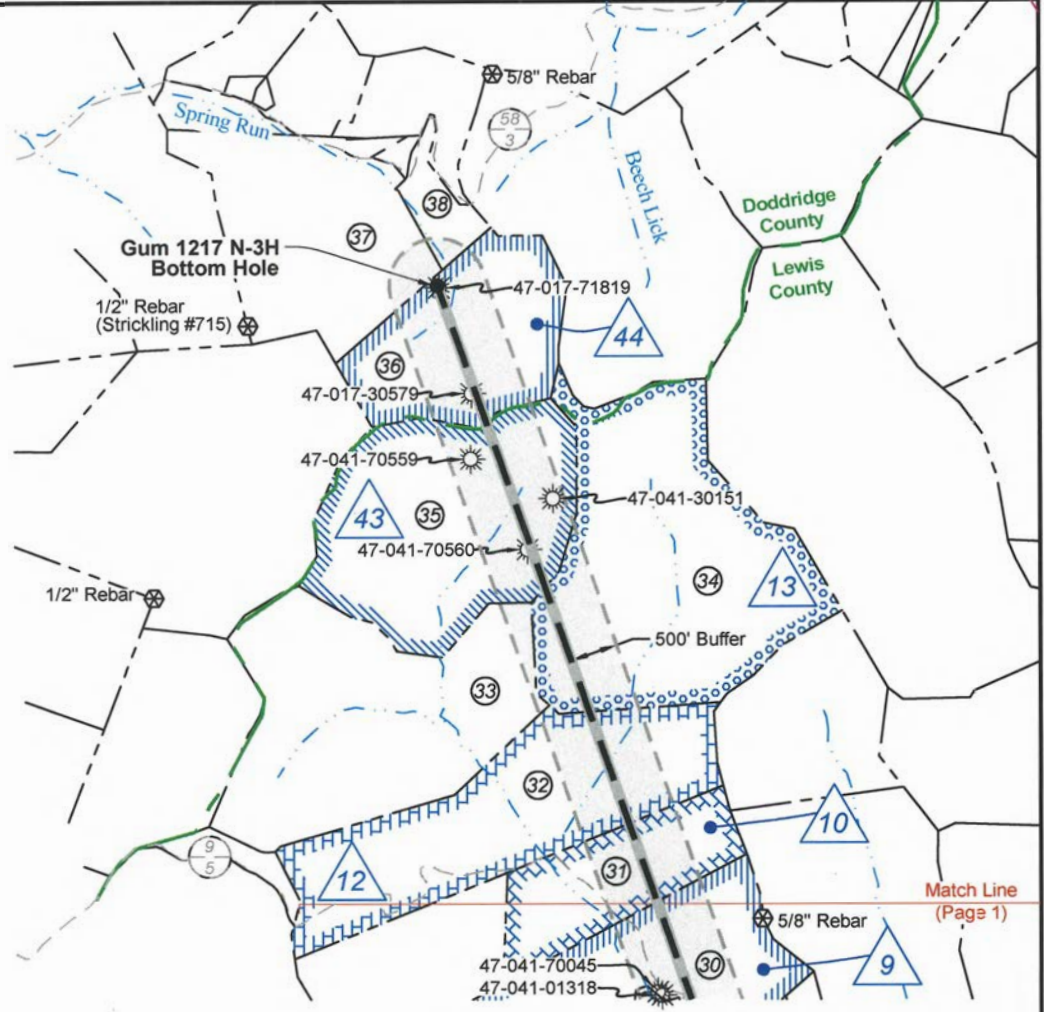 5/8" Rebar
58
3
Spring Run
Beech Lick
38
37
Doddridge
County
Lewis
County
Gum 1217 N-3H
Bottom Hole
47-017-71819
1/2" Rebar
(Strickling #715)
44
36
47-017-30579
47-041-70559
43
35
47-041-30151
47-041-70560
34
13
1/2" Rebar
500' Buffer
33
32
10
9
5
12
31
Match Line
(Page 1)
5/8" Rebar
30
9
47-041-70045
47-041-01318